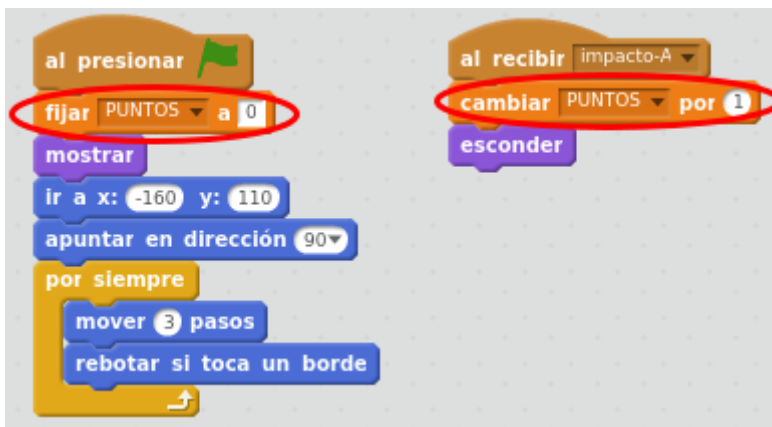 al presionar
fijar PUNTOS a 0
mostrar
ir a x: -160 y: 110
apuntar en dirección 90
por siempre
mover 3 pasos
rebotar si toca un borde
al recibir impacto-A
cambiar PUNTOS por 1
esconder